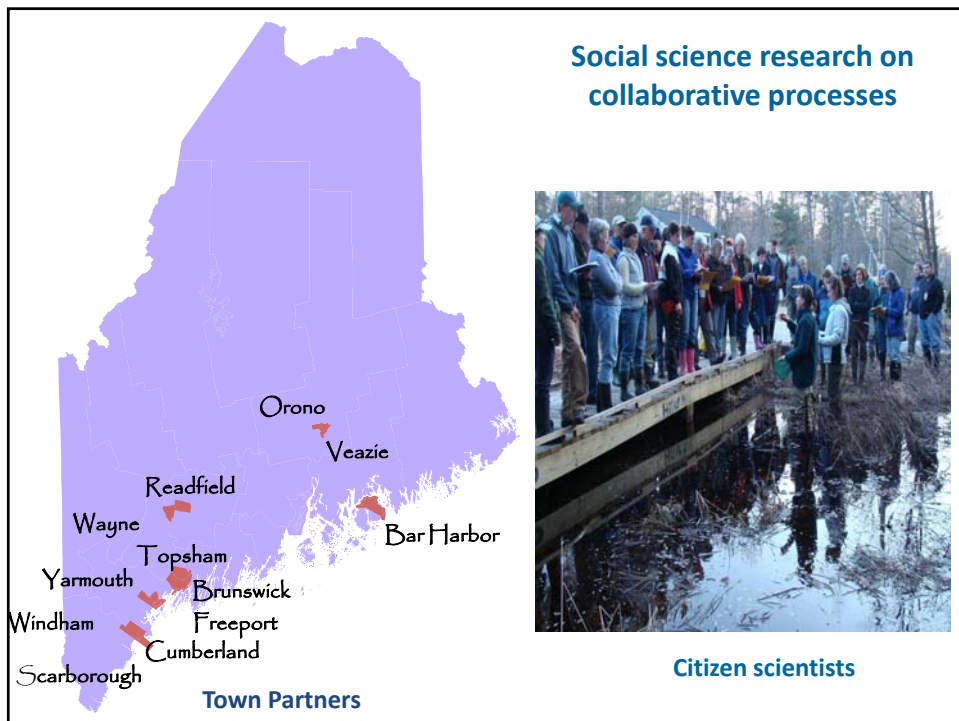 Social science research on
collaborative processes
Orono
Veazie
Readfield
Wayne
Bar Harbor
Topsham
Yarmouth
Brunswick
Windham
Freeport
Cumberland
Scarborough
Town Partners
Citizen scientists